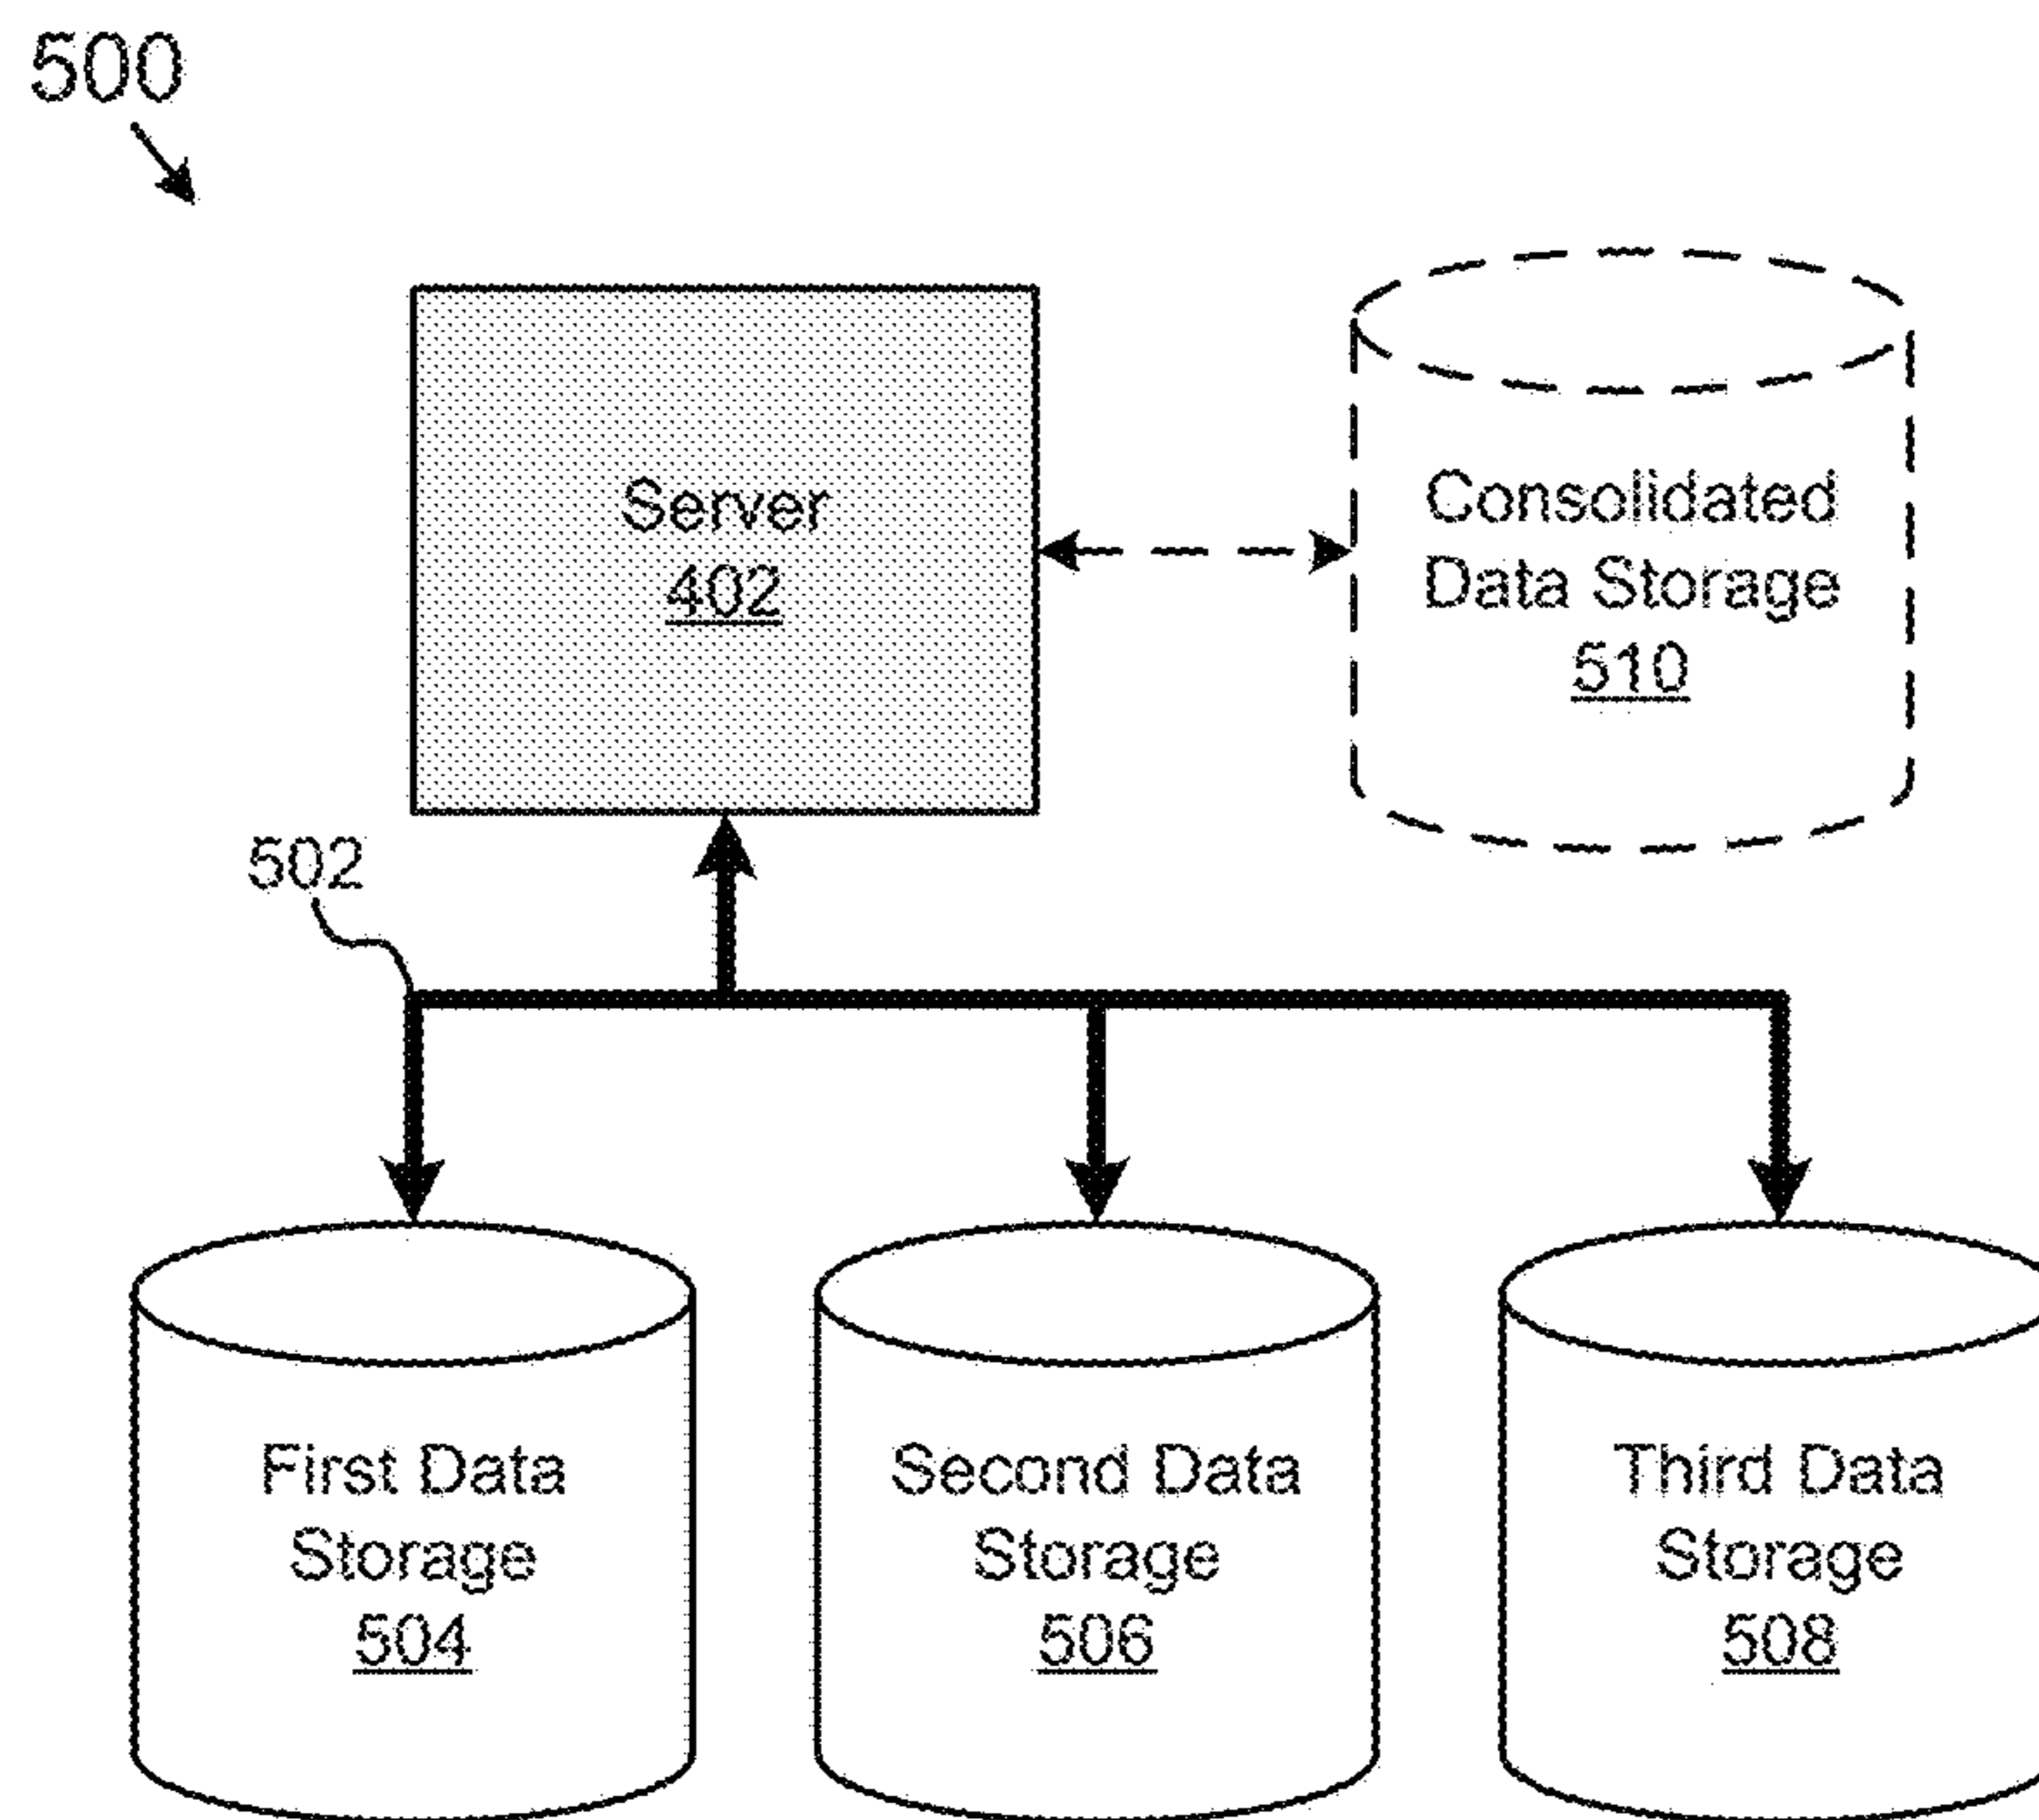 500
Server
402
Consolidated
Data Storage
510
502
First Data
Storage
504
Second Data
Storage
506
Third Data
Storage
508